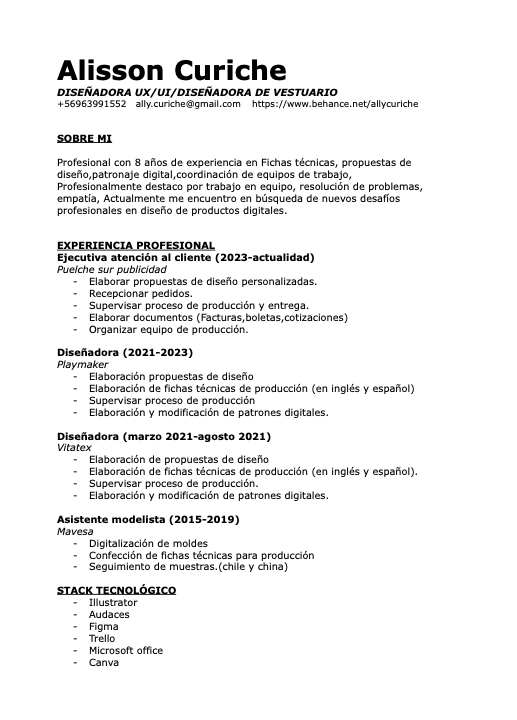 Alisson Curiche
DISEÑADORA UX/UI/DISEÑADORA DE VESTUARIO
+56963991552 ally.curiche@gmail.com https://www.behance.net/allycuriche
SOBRE MI
Profesional con 8 años de experiencia en Fichas técnicas, propuestas de
diseño,patronaje digital,coordinación de equipos de trabajo,
Profesionalmente destaco por trabajo en equipo, resolución de problemas,
empatía, Actualmente me encuentro en búsqueda de nuevos desafíos
profesionales en diseño de productos digitales.
EXPERIENCIA PROFESIONAL
Ejecutiva atención al cliente (2023-actualidad)
Puelche sur publicidad
- Elaborar propuestas de diseño personalizadas.
- Recepcionar pedidos.
- Supervisar proceso de producción y entrega.
- Elaborar documentos (Facturas,boletas,cotizaciones)
- Organizar equipo de producción.
Diseñadora (2021-2023)
Playmaker
- Elaboración propuestas de diseño
- Elaboración de fichas técnicas de producción (en inglés y español)
- Supervisar proceso de producción
- Elaboración y modificación de patrones digitales.
Diseñadora (marzo 2021-agosto 2021)
Vitatex
- Elaboración de propuestas de diseño
- Elaboración de fichas técnicas de producción (en inglés y español).
- Supervisar proceso de producción.
- Elaboración y modificación de patrones digitales.
Asistente modelista (2015-2019)
Mavesa
- Digitalización de moldes
- Confección de fichas técnicas para producción
- Seguimiento de muestras.(chile y china)
STACK TECNOLÓGICO
- Illustrator
- Audaces
- Figma
- Trello
- Microsoft office
- Canva